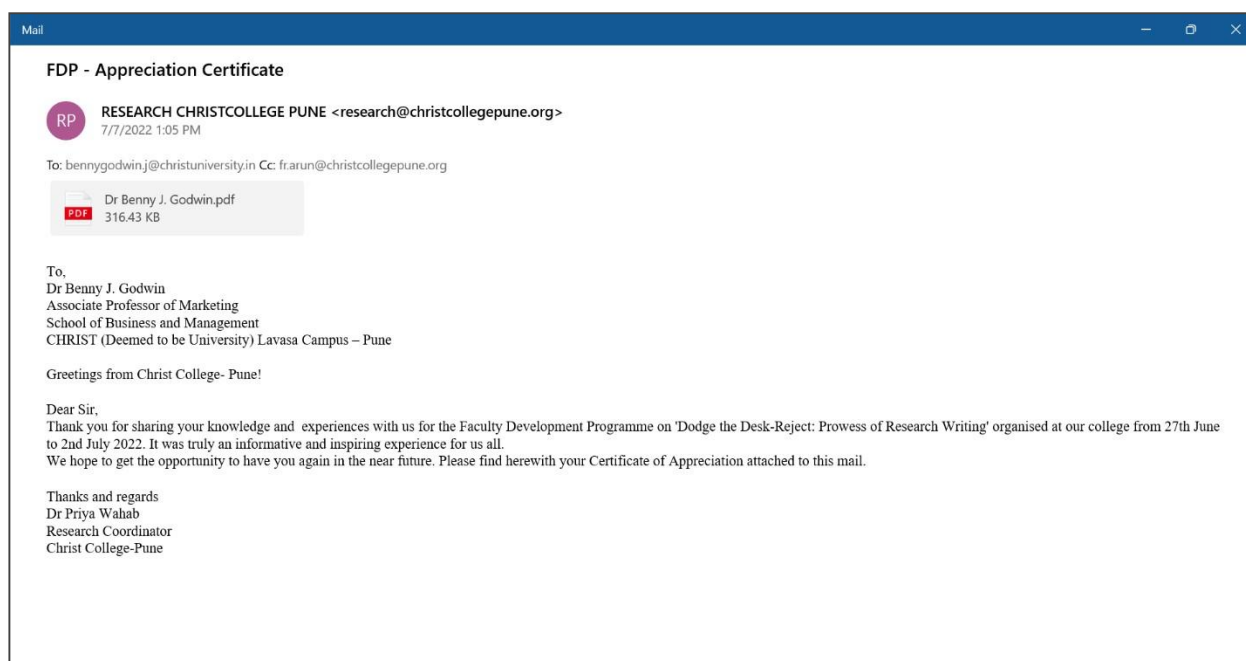 Mail
FDP - Appreciation Certificate
RP
RESEARCH CHRISTCOLLEGE PUNE <research@christcollegepune.org>
7/7/2022 1:05 PM
To: bennygodwin.j@christuniversity.in Cc: fr.arun@christcollegepune.org
PDF
Dr Benny J. Godwin.pdf
316.43 KB
To,
Dr Benny J. Godwin
Associate Professor of Marketing
School of Business and Management
CHRIST (Deemed to be University) Lavasa Campus – Pune
Greetings from Christ College- Pune!
Dear Sir,
Thank you for sharing your knowledge and  experiences with us for the Faculty Development Programme on 'Dodge the Desk-Reject: Prowess of Research Writing' organised at our college from 27th June
to 2nd July 2022. It was truly an informative and inspiring experience for us all.
We hope to get the opportunity to have you again in the near future. Please find herewith your Certificate of Appreciation attached to this mail.
Thanks and regards
Dr Priya Wahab
Research Coordinator
Christ College-Pune